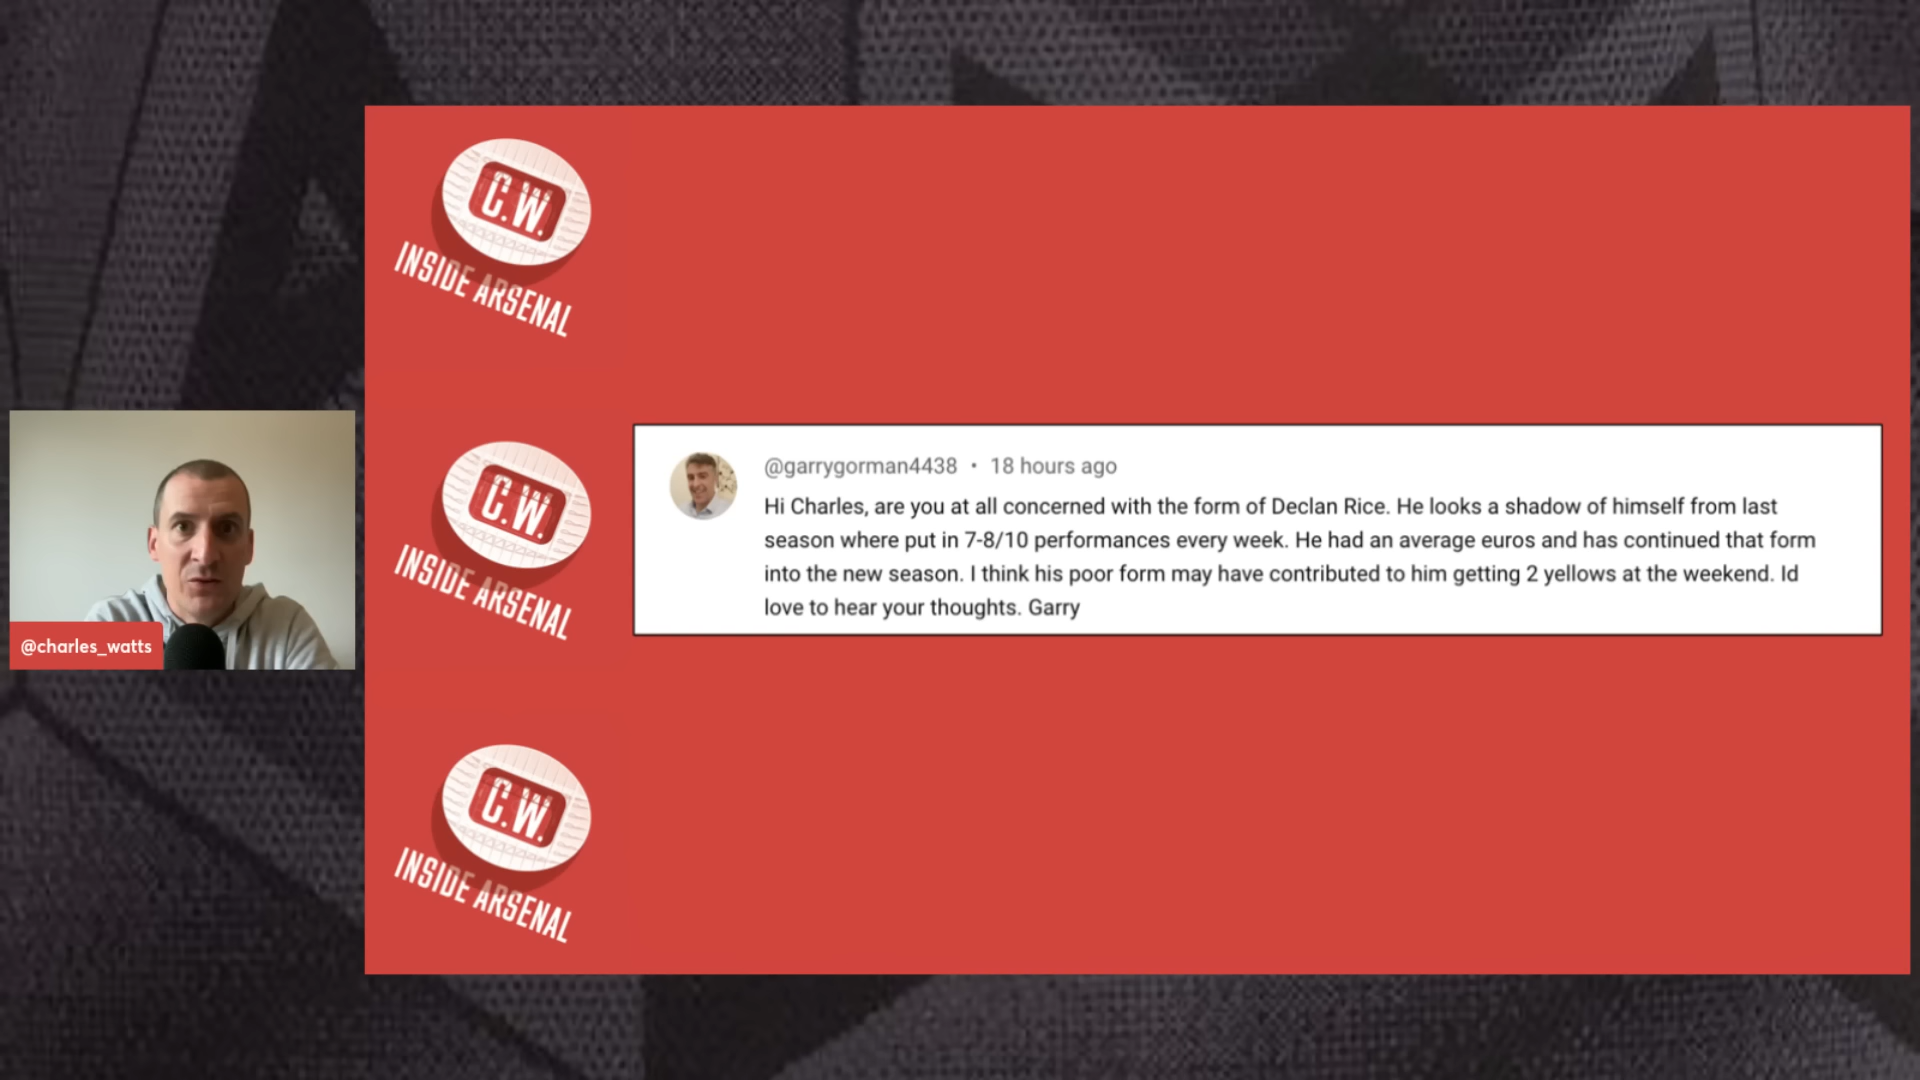 C.W.
INSIDE ARSENAL
@garrygorman4438 • 18 hours ago
Hi Charles, are you at all concerned with the form of Declan Rice. He looks a shadow of himself from last
season where put in 7-8/10 performances every week. He had an average euros and has continued that form
into the new season. I think his poor form may have contributed to him getting 2 yellows at the weekend. Id
love to hear your thoughts. Garry
C.W.
INSIDE ARSENAL
@charles_watts
C.W.
INSIDE ARSENAL